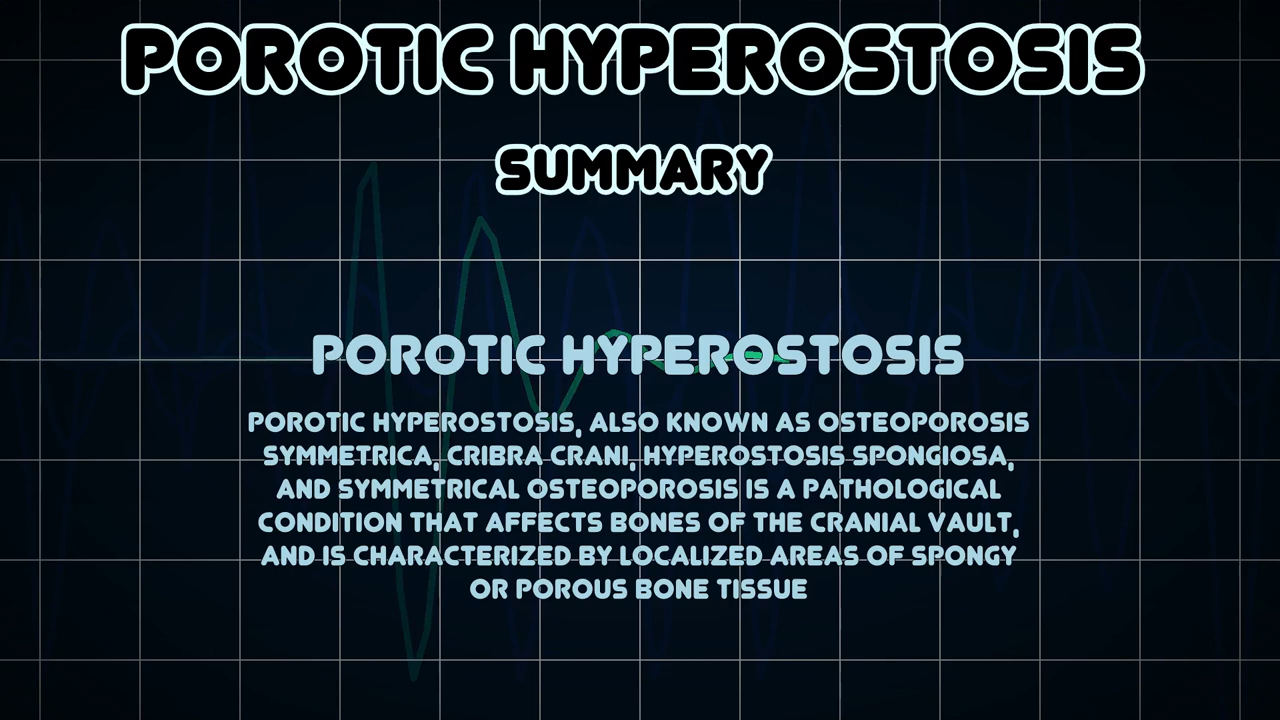 POROTIC HYPEROSTOSIS
SUMMARY
POROTIC HYPEROSTOSIS
POROTIC HYPEROSTOSIS, ALSO KNOWN AS OSTEOPOROSIS
SYMMETRICA, CRIBRA CRANI, HYPEROSTOSIS SPONGIOSA,
AND SYMMETRICAL OSTEOPOROSIS IS A PATHOLOGICAL
CONDITION THAT AFFECTS BONES OF THE CRANIAL VAULT,
AND IS CHARACTERIZED BY LOCALIZED AREAS OF SPONGY
OR POROUS BONE TISSUE